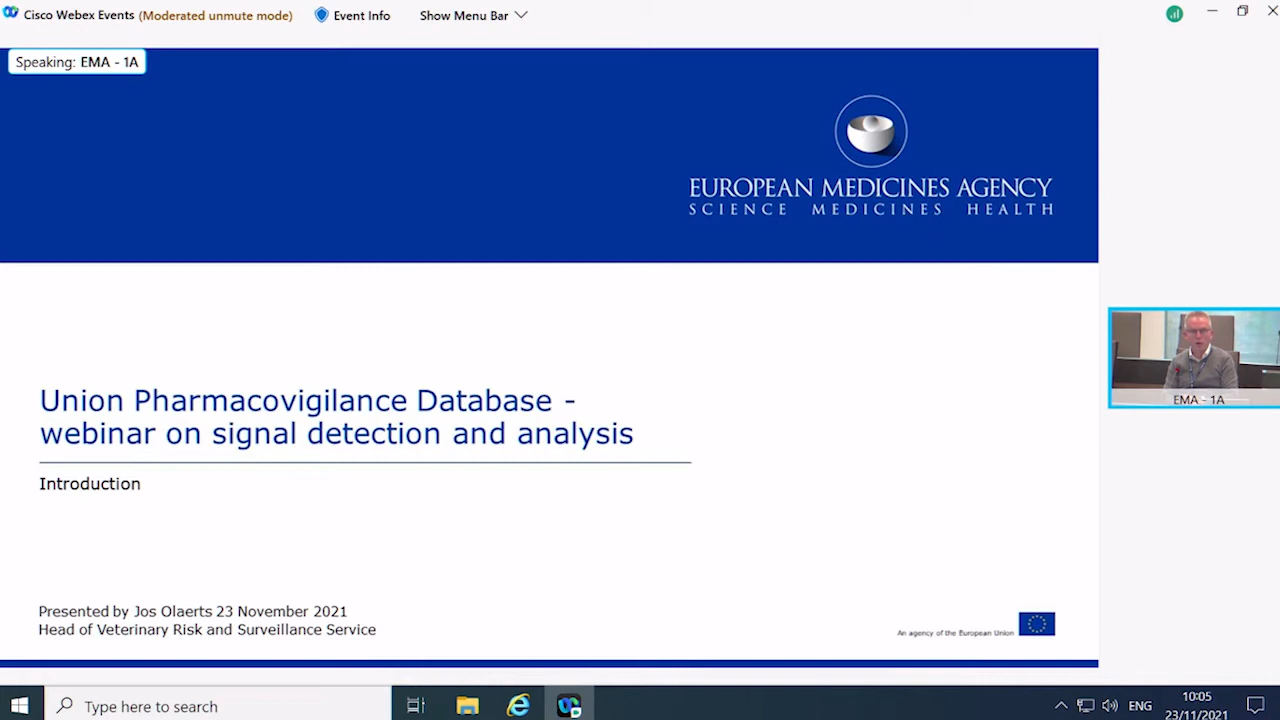 Cisco Webex Events (Moderated unmute mode)
Event Info
Show Menu Bar
Speaking: EMA - 1A
EUROPEAN MEDICINES AGENCY
SCIENCE MEDICINES HEALTH
EMA - 1A
Union Pharmacovigilance Database -
webinar on signal detection and analysis
Introduction
Presented by Jos Olaerts 23 November 2021
Head of Veterinary Risk and Surveillance Service
An agency of the European Union
Type here to search
ENG
10:05
23/11/2021